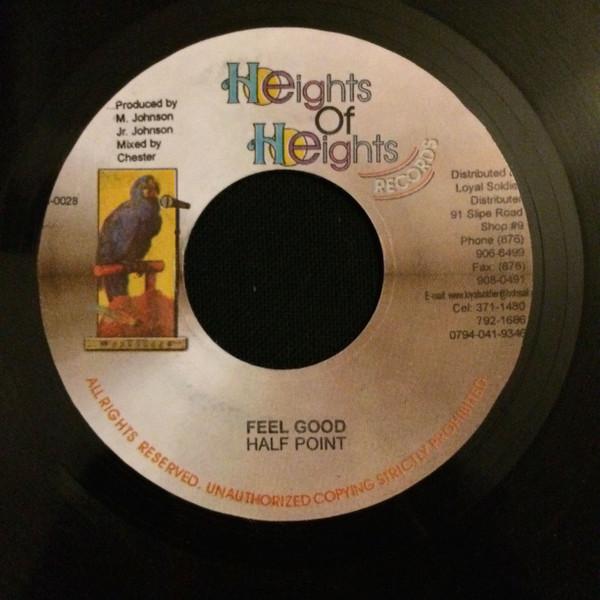 Heights
Of
Heights
RECORDS
Produced by
M. Johnson
Jr. Johnson
Mixed by
Chester
-0028
Distributed
Loyal Soldie
Distributer
91 Slipe Road
Shop #9
Phone (876)
906-6499
Fax: (876)
908-0491
Cel: 371-1480
792-1686
0794-041-9346
FEEL GOOD
HALF POINT
ALL RIGHTS RESERVED. UNAUTHORIZED COPYING STRICTLY PROHIBITED